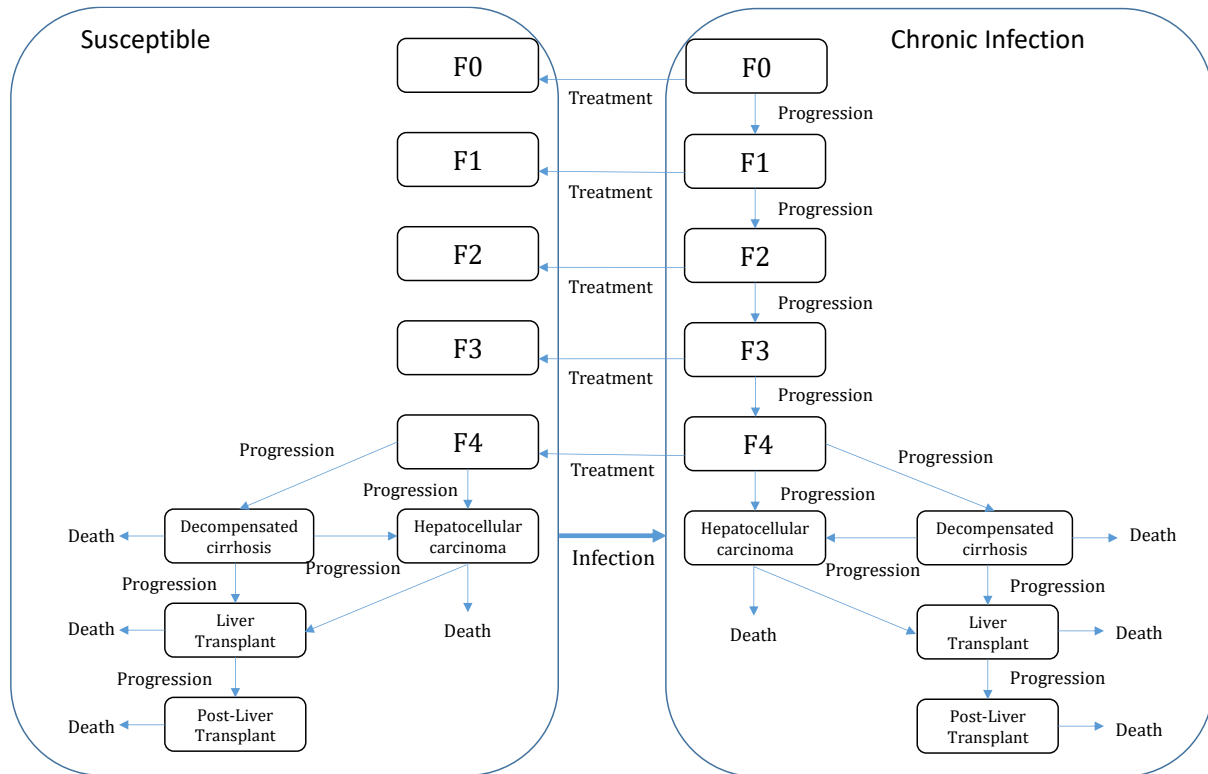 Susceptible
Chronic Infection
F0
F0
Treatment
Progression
F1
F1
Treatment
Progression
F2
F2
Treatment
Progression
F3
F3
Treatment
Progression
F4
F4
Progression
Treatment
Progression
Progression
Progression
Death
Decompensated
cirrhosis
Hepatocellular
carcinoma
Infection
Hepatocellular
carcinoma
Decompensated
cirrhosis
Death
Progression
Progression
Progression
Progression
Death
Liver
Transplant
Death
Death
Liver
Transplant
Death
Progression
Progression
Death
Post-Liver
Transplant
Post-Liver
Transplant
Death